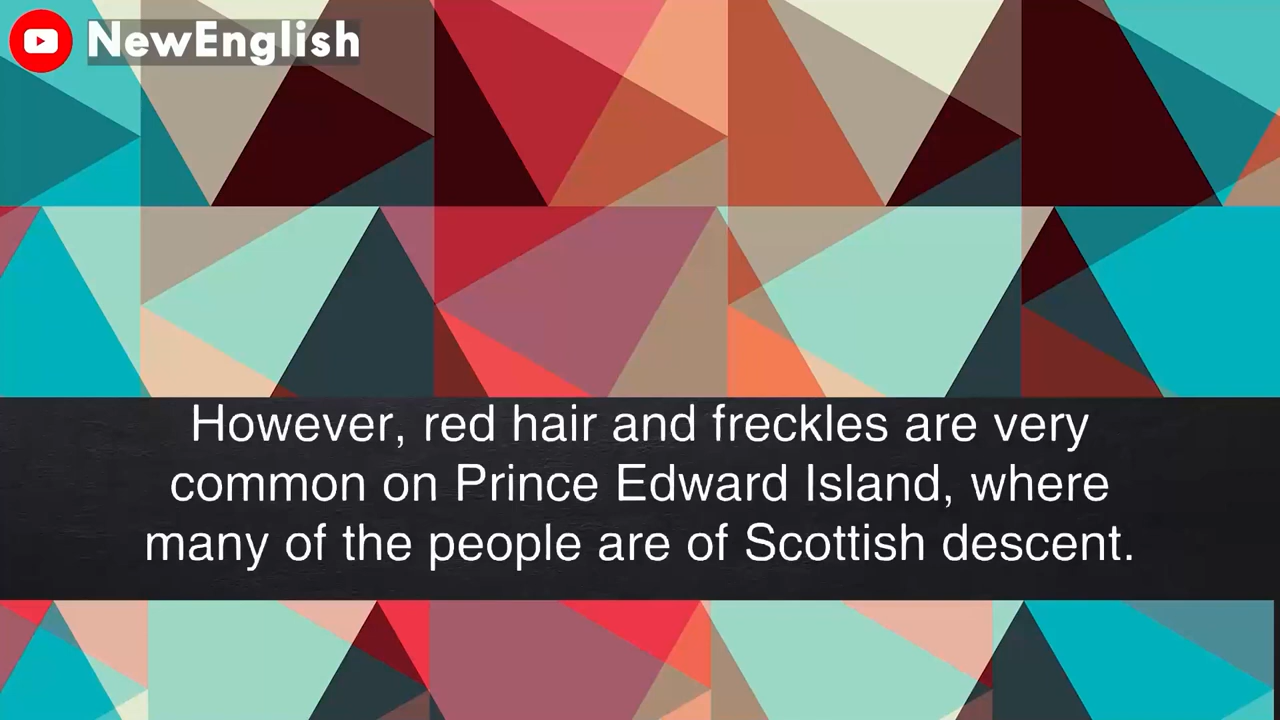 NewEnglish
However, red hair and freckles are very
common on Prince Edward Island, where
many of the people are of Scottish descent.